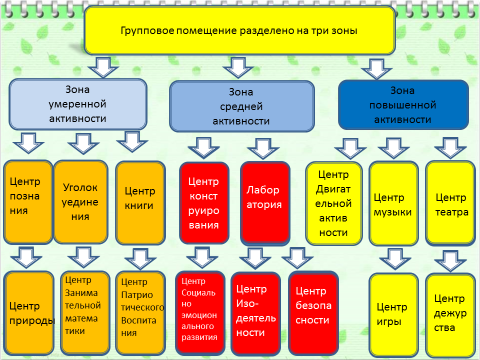 Групповое помещение разделено на три зоны
Зона
умеренной
активности
Зона
средней
активности
Зона
повышенной
активности
Центр
позна
ния
Уголок
уедине
ния
Центр
книги
Центр
конст
руиро
вания
Лабор
атория
Центр
Двигат
ельной
актив
ности
Центр
музыки
Центр
театра
Центр
природы
Центр
Занима
тельной
матема
тики
Центр
Патрио
тического
Воспита
ния
Центр
Социаль
но
эмоцион
ального
развития
Центр
Изо-
деятель
ности
Центр
безопа
сности
Центр
игры
Центр
дежур
ства